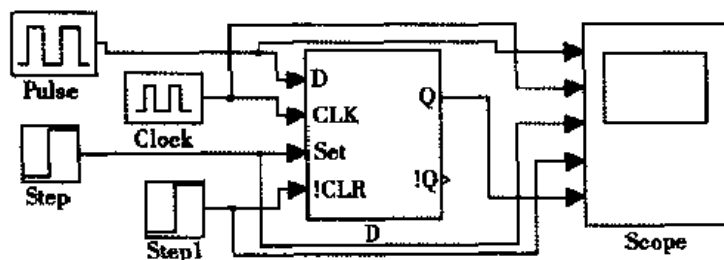 Pulse
Clock
Step
Step1
D
CLK
Set
!CLR
Q
!Q
D
Scope